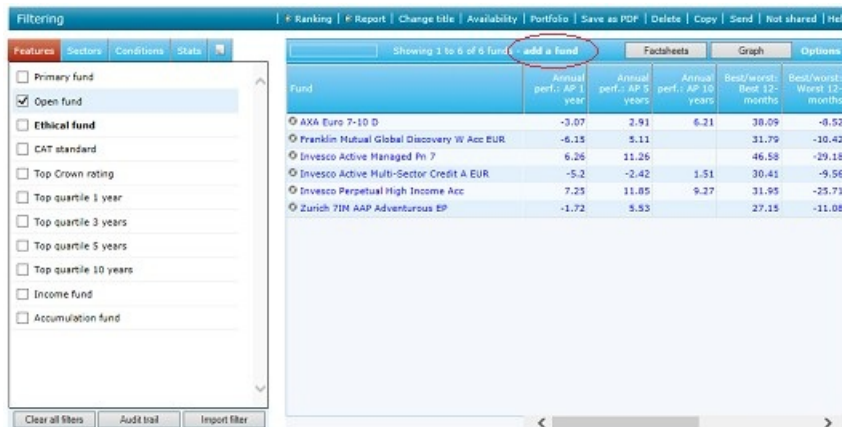 Filtering
| Ranking | Report | Change title | Availability | Portfolio | Save as PDF | Delete | Copy | Send | Not shared | Hel
Features Sectors Conditions Stats
Primary fund
Open fund
Ethical fund
CAT standard
Top Crown rating
Top quartile 1 year
Top quartile 3 years
Top quartile 5 years
Top quartile 10 years
Income fund
Accumulation fund
Clear all filters Audit trail Import filter
Showing 1 to 6 of 6 funds - add a fund Factsheets Graph Options
Fund Annual perf.: AP 1 year Annual perf.: AP 5 years Annual perf.: AP 10 years Best/worst: Best 12-months Best/worst: Worst 12-months
AXA Euro 7-10 D -3.07 2.91 6.21 38.09 -8.52
Franklin Mutual Global Discovery W Acc EUR -6.15 5.11 31.79 -10.42
Invesco Active Managed Pn 7 6.26 11.26 46.58 -29.18
Invesco Active Multi-Sector Credit A EUR -5.2 -2.42 1.51 30.41 -9.56
Invesco Perpetual High Income Acc 7.25 11.85 9.27 31.95 -25.71
Zurich 7IM AAP Adventurous EP -1.72 5.53 27.15 -11.08